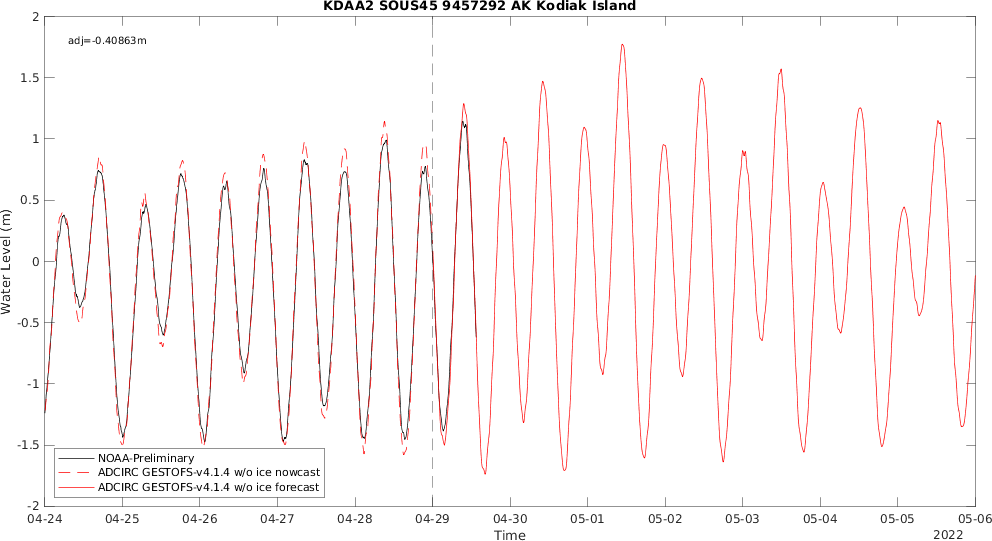 KDAA2 SOUS45 9457292 AK Kodiak Island
adj=-0.40863m
2
1.5
1
0.5
0
-0.5
-1
-1.5
-2
Water Level (m)
NOAA-Preliminary
ADCIRC GESTOFS-v4.1.4 w/o ice nowcast
ADCIRC GESTOFS-v4.1.4 w/o ice forecast
04-24 04-25 04-26 04-27 04-28 04-29 04-30 05-01 05-02 05-03 05-04 05-05 05-06
Time
2022